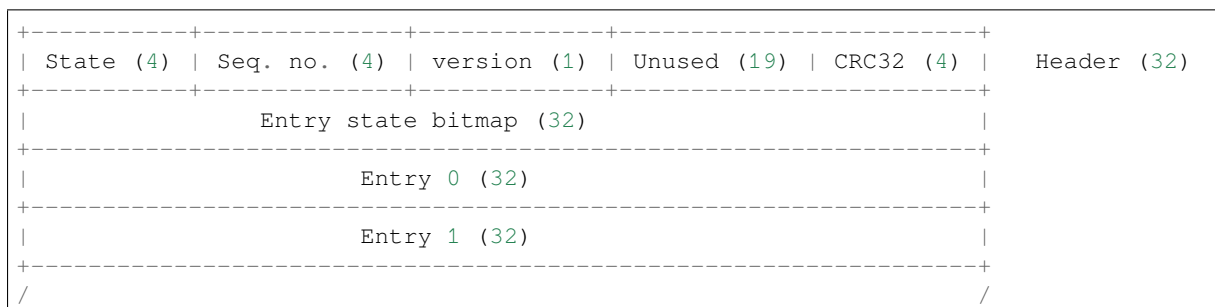 +-----------+--------------+-------------+-------------------------+
| State (4) | Seq. no. (4) | version (1) | Unused (19) | CRC32 (4) |   Header (32)
+-----------+--------------+-------------+-------------------------+
|                Entry state bitmap (32)                           |
+------------------------------------------------------------------+
|                       Entry 0 (32)                               |
+------------------------------------------------------------------+
|                       Entry 1 (32)                               |
+------------------------------------------------------------------+
/                                                                  /